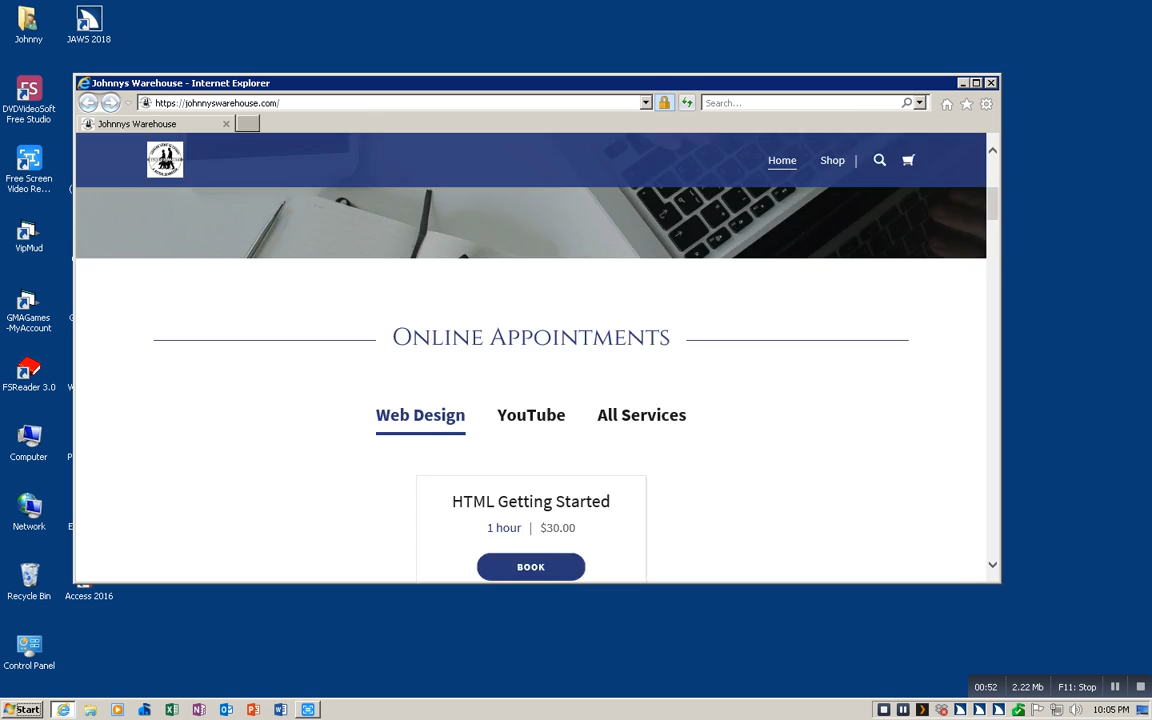 Johnny
JAWS 2018
DVDVideoSoft
Free Studio
Free Screen
Video Re...
VipMud
GMAGames
-MyAccount
FSReader 3.0
Computer
Network
Recycle Bin
Access 2016
Control Panel
Johnnys Warehouse - Internet Explorer
https://johnnyswarehouse.com/
Search...
Johnnys Warehouse
Home
Shop
Online Appointments
Web Design
YouTube
All Services
HTML Getting Started
1 hour | $30.00
BOOK
00:52
2.22 Mb
F11: Stop
Start
10:05 PM